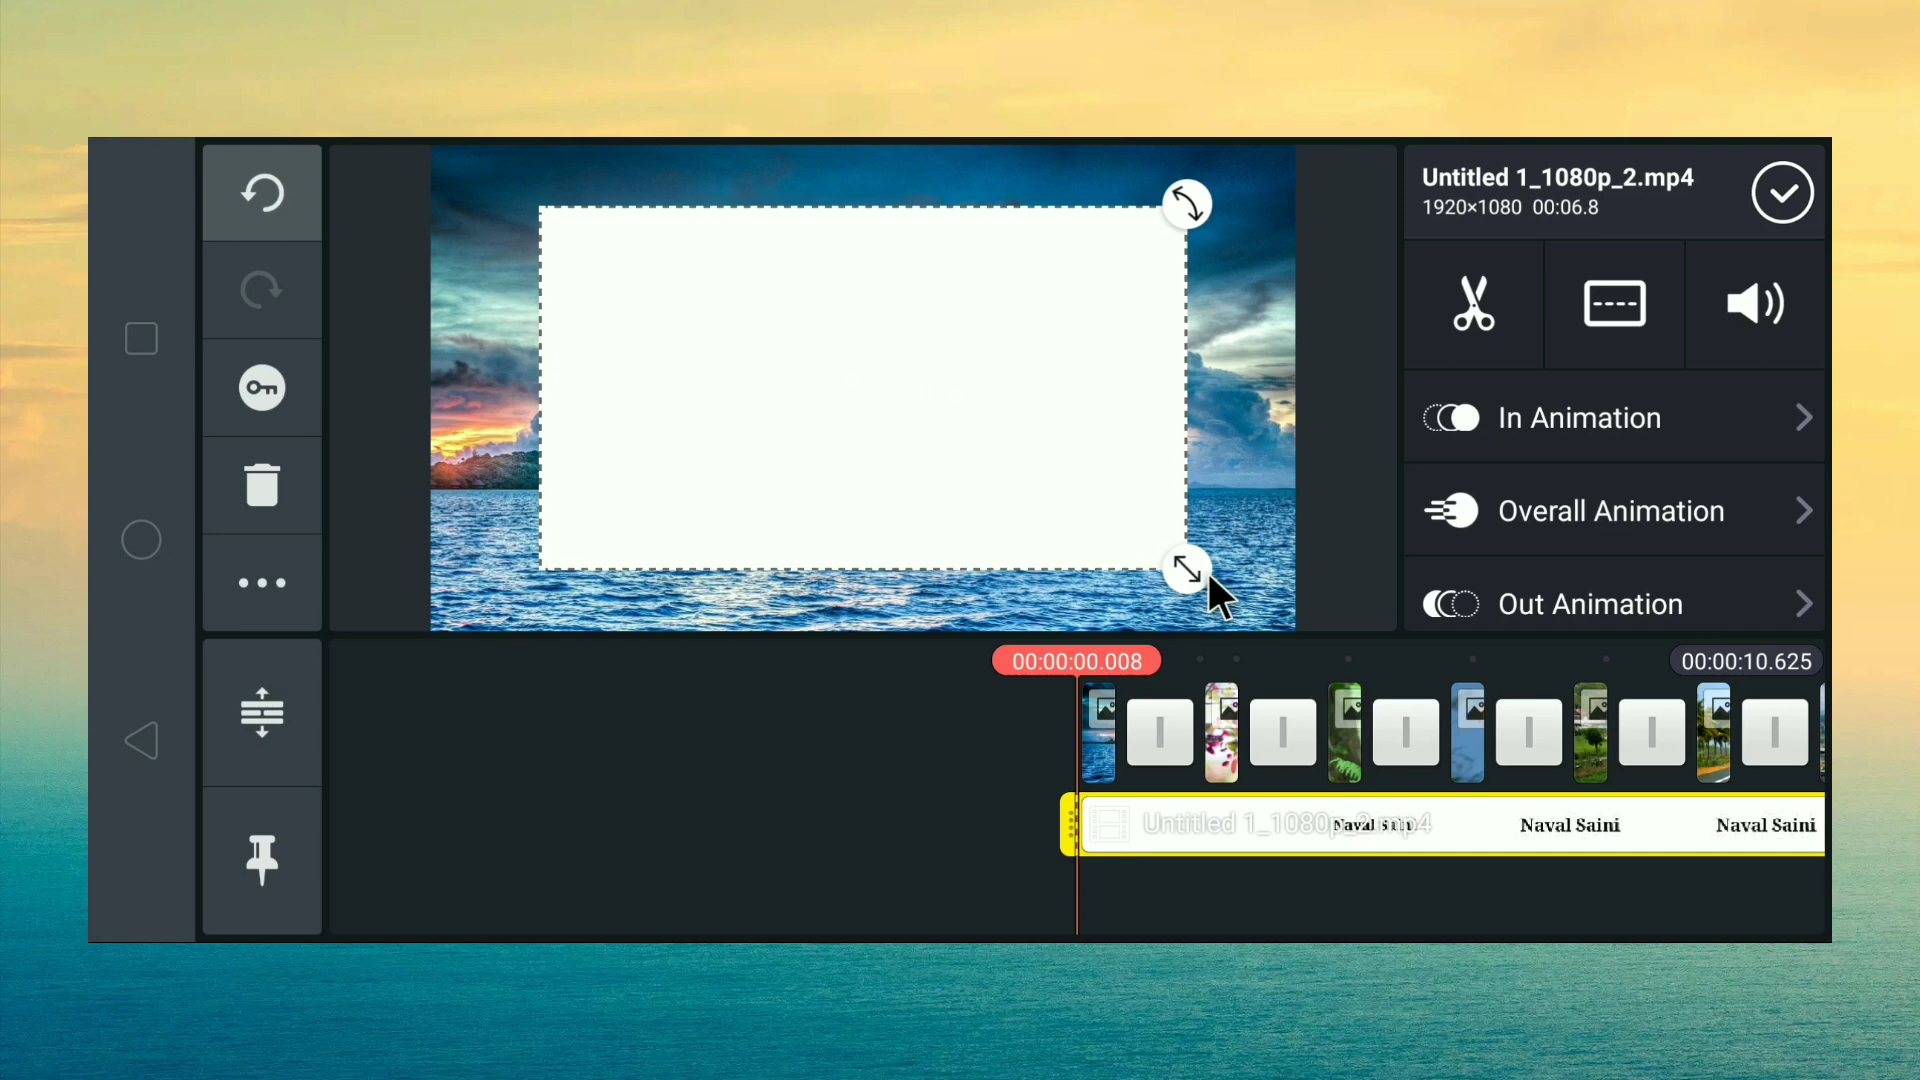 Untitled 1_1080p_2.mp4
1920×1080 00:06.8
In Animation
Overall Animation
Out Animation
00:00:00.008
00:00:10.625
Untitled 1_1080p_2.mp4
Naval Saini
Naval Saini
Naval Saini